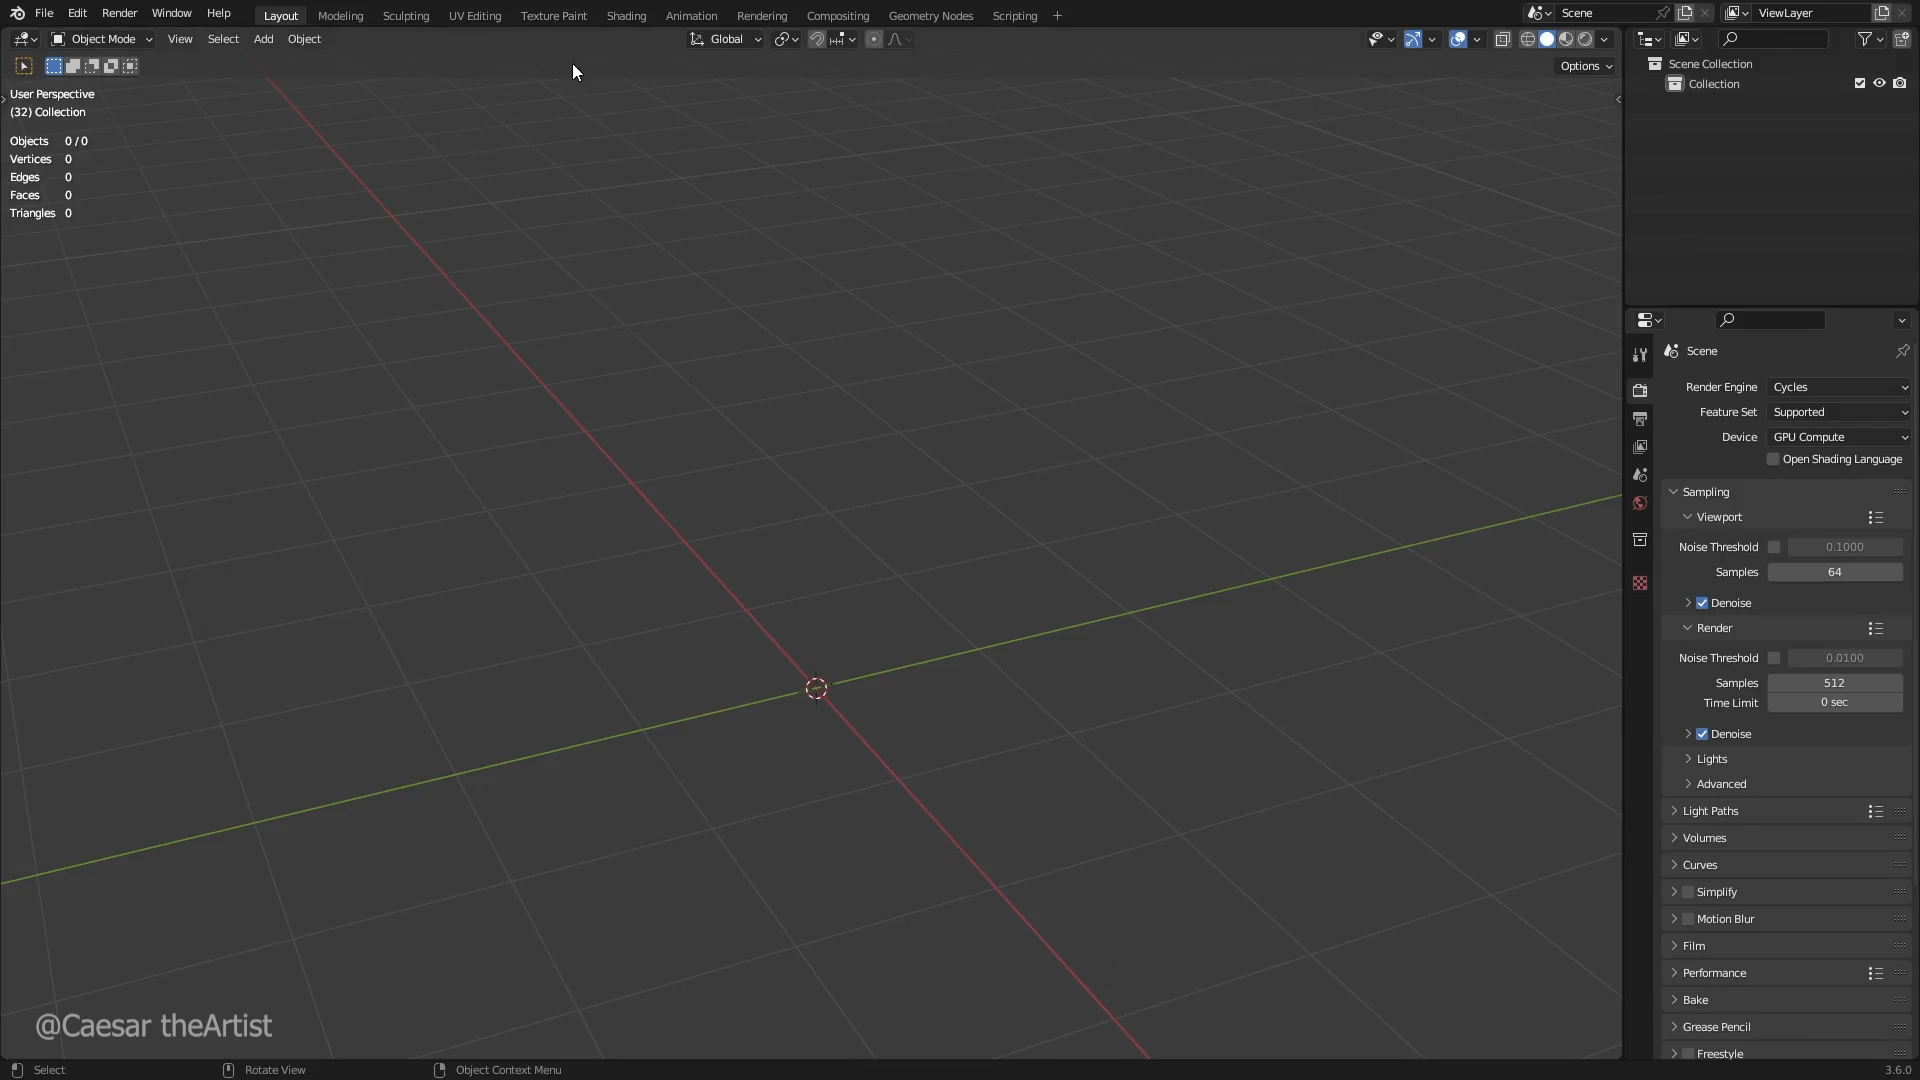 File Edit Render Window Help Layout Modeling Sculpting UV Editing Texture Paint Shading Animation Rendering Compositing Geometry Nodes Scripting + Scene ViewLayer
Object Mode View Select Add Object Global
Options
User Perspective
(32) Collection
Objects 0 / 0
Vertices 0
Edges 0
Faces 0
Triangles 0
Scene Collection
Collection
Scene
Render Engine Cycles
Feature Set Supported
Device GPU Compute
Open Shading Language
Sampling
Viewport
Noise Threshold 0.1000
Samples 64
Denoise
Render
Noise Threshold 0.0100
Samples 512
Time Limit 0 sec
Denoise
Lights
Advanced
Light Paths
Volumes
Curves
Simplify
Motion Blur
Film
Performance
Bake
Grease Pencil
Freestyle
@Caesar theArtist
Select Rotate View Object Context Menu 3.6.0